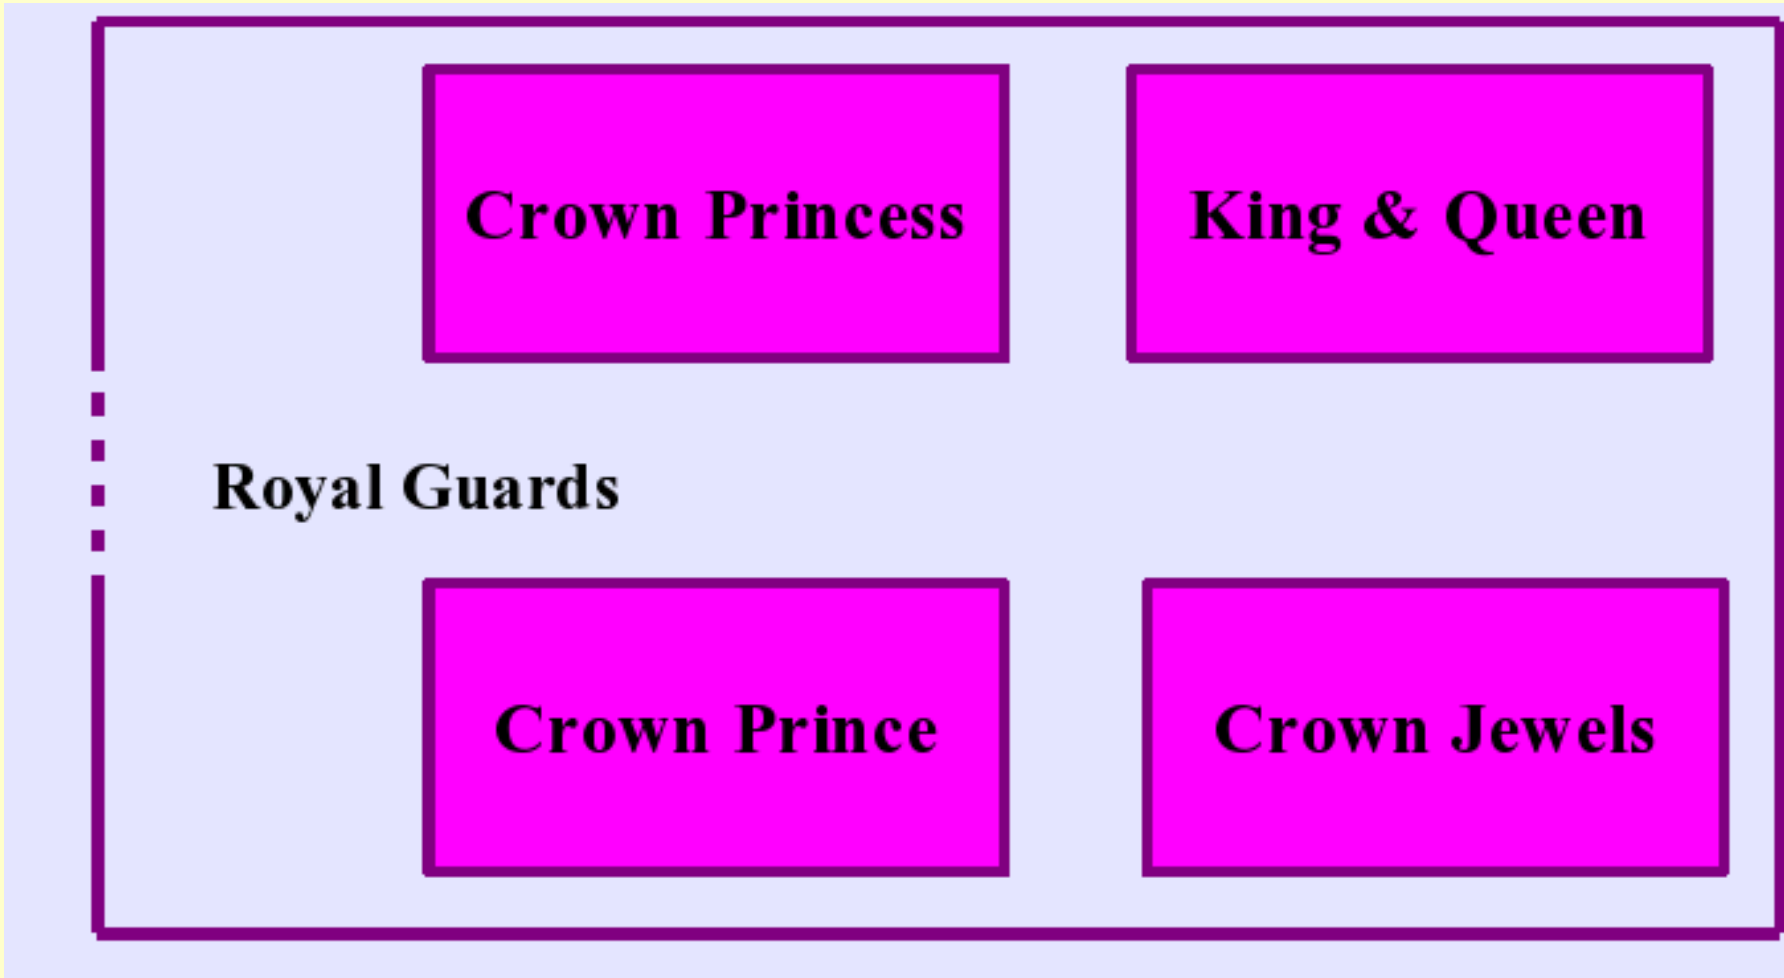 Crown Princess
King & Queen
Royal Guards
Crown Prince
Crown Jewels